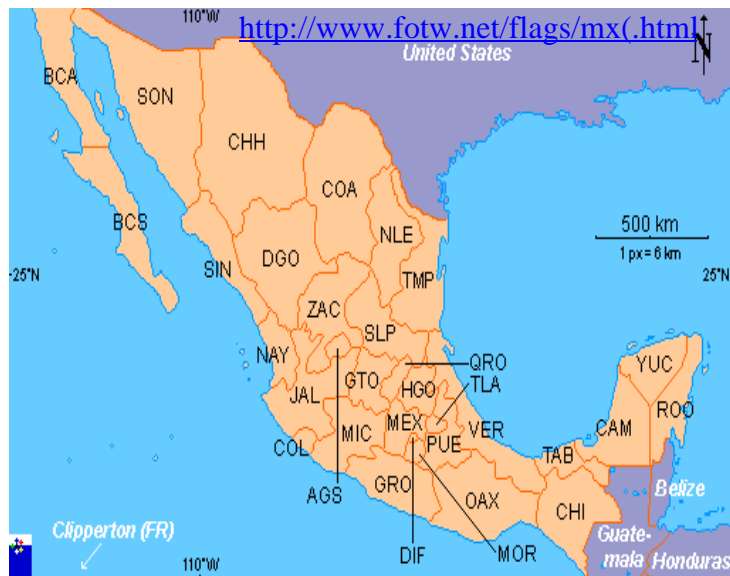 110°W
http://www.fotw.net/flags/mx(.html
N
United States
BCA
SON
CHH
COA
BCS
500 km
NLE
1 px = 6 km
DGO
SIN
TMP
25°N
25°N
ZAC
SLP
NAY
QRO
YUC
GTO
HGO
TLA
JAL
ROO
MEX
CAM
MIC
VER
COL
PUE
TAB
GRO
AGS
OAX
CHI
Belize
Clipperton (FR)
Guate-
mala
Honduras
DIF
MOR
110°W